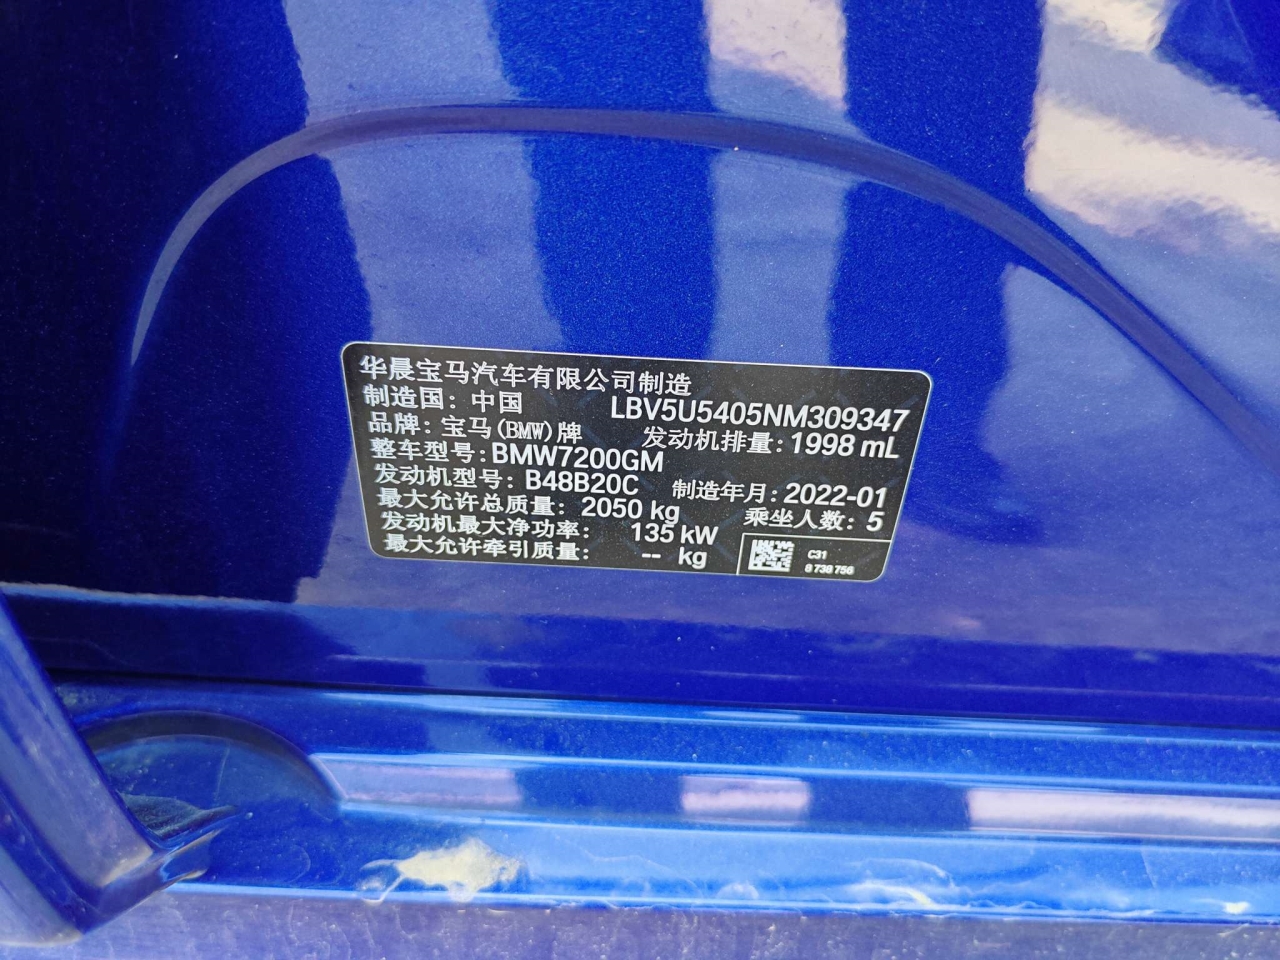 华晨宝马汽车有限公司制造
制造国: 中国 LBV5U5405NM309347
品牌: 宝马(BMW)牌 发动机排量: 1998 mL
整车型号: BMW7200GM
发动机型号: B48B20C 制造年月: 2022-01
最大允许总质量: 2050 kg 乘坐人数: 5
发动机最大净功率: 135 kW
最大允许牵引质量: -- kg
C31
8 738 756